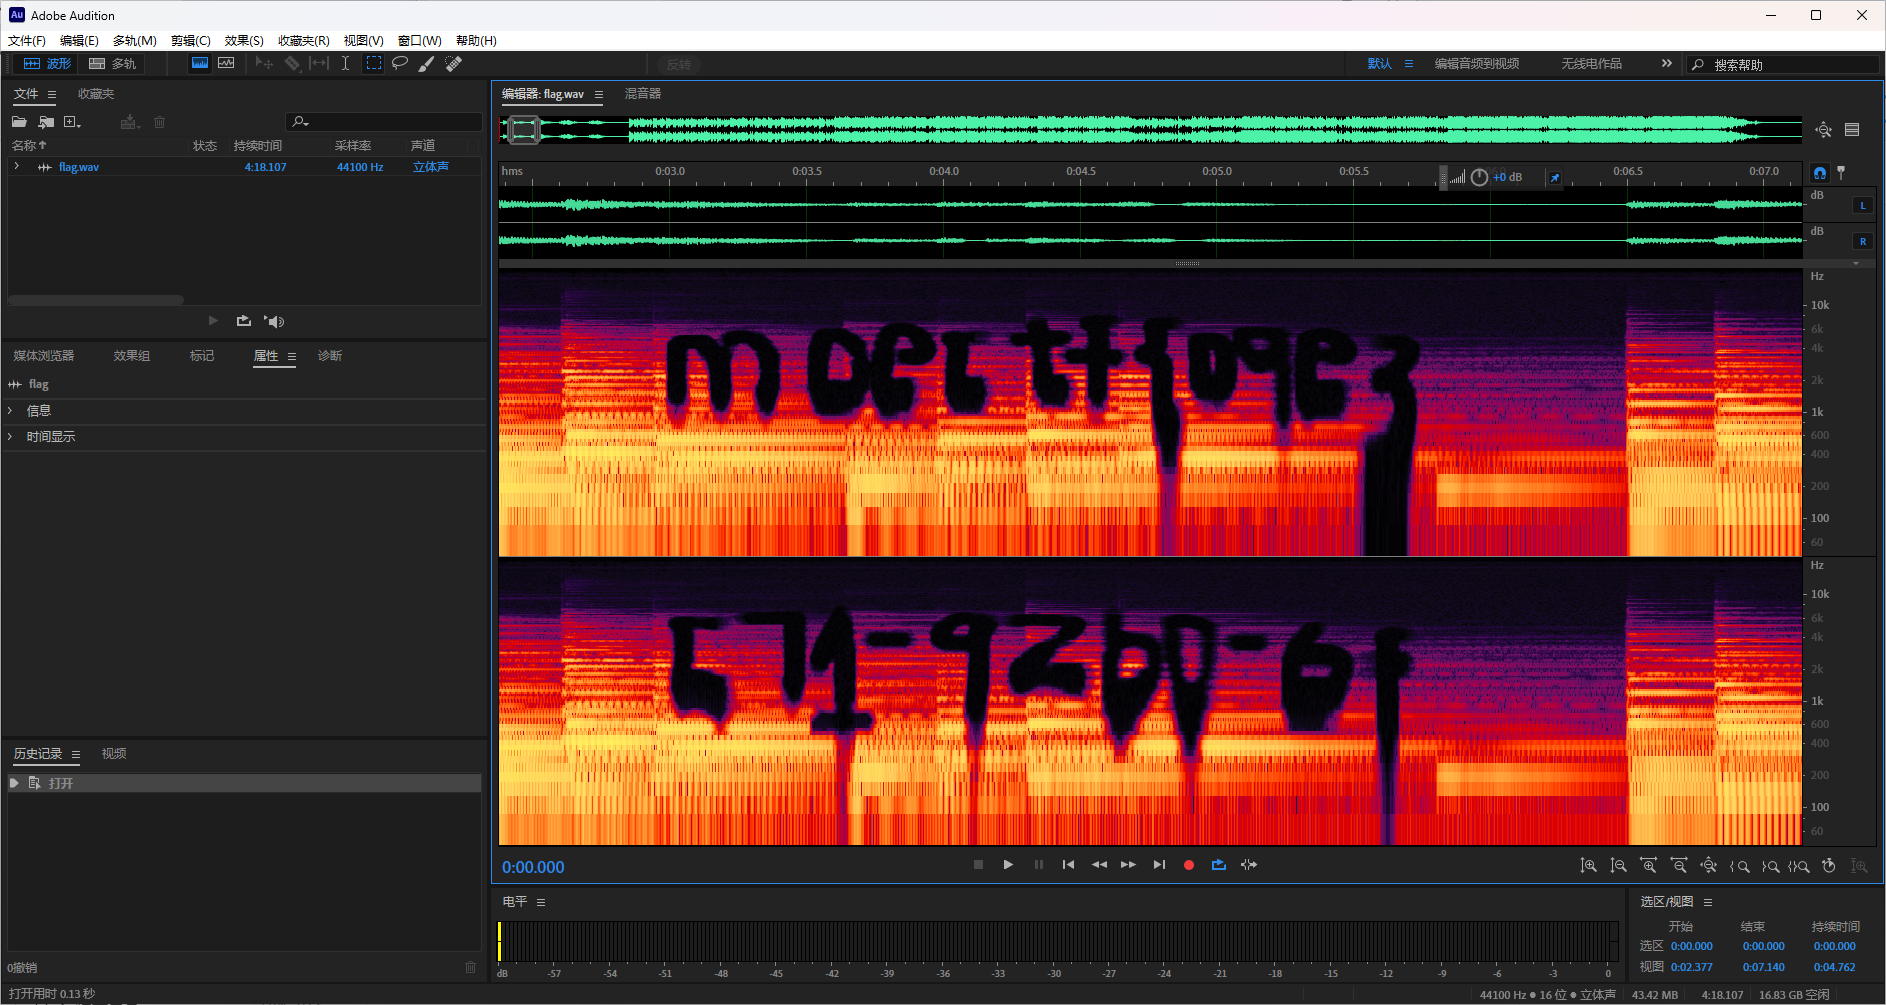 Au Adobe Audition
文件(F) 编辑(E) 多轨(M) 剪辑(C) 效果(S) 收藏夹(R) 视图(V) 窗口(W) 帮助(H)
波形 多轨 反转 默认 编辑音频到视频 无线电作品 搜索帮助
文件 收藏夹
名称 状态 持续时间 采样率 声道
flag.wav 4:18.107 44100 Hz 立体声
媒体浏览器 效果组 标记 属性 诊断
flag
信息
时间显示
历史记录 视频
打开
0撤销
打开用时 0.13 秒
编辑器: flag.wav 混音器
hms 0:03.0 0:03.5 0:04.0 0:04.5 0:05.0 0:05.5 +0 dB 0:06.5 0:07.0
dB L
dB R
Hz
10k
6k
4k
2k
1k
600
400
200
100
60
Hz
10k
6k
4k
2k
1k
600
400
200
100
60
0:00.000
电平
dB -57 -54 -51 -48 -45 -42 -39 -36 -33 -30 -27 -24 -21 -18 -15 -12 -9 -6 -3 0
选区/视图
开始 结束 持续时间
选区 0:00.000 0:00.000 0:00.000
视图 0:02.377 0:07.140 0:04.762
44100 Hz ● 16 位 ● 立体声 43.42 MB 4:18.107 16.83 GB 空闲